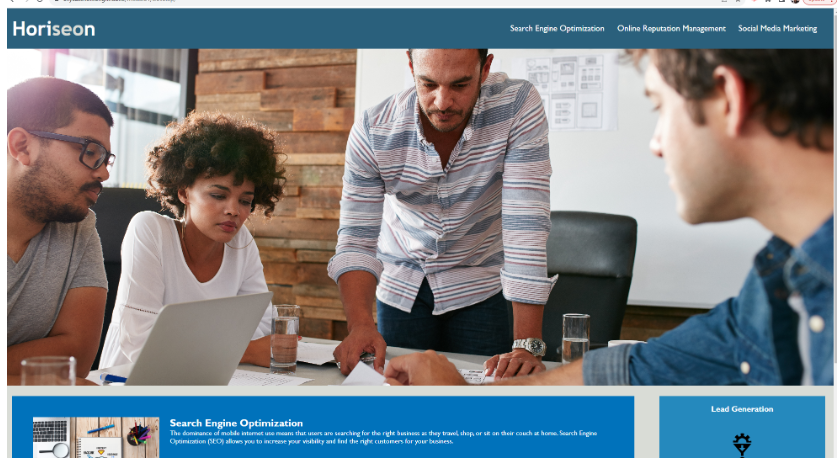 Horiseon
Search Engine Optimization Online Reputation Management Social Media Marketing
Lead Generation
Search Engine Optimization
The dominance of mobile internet use means that users are searching for the right business as they travel, shop, or sit on their couch at home. Search Engine
Optimization (SEO) allows you to increase your visibility and find the right customers for your business.